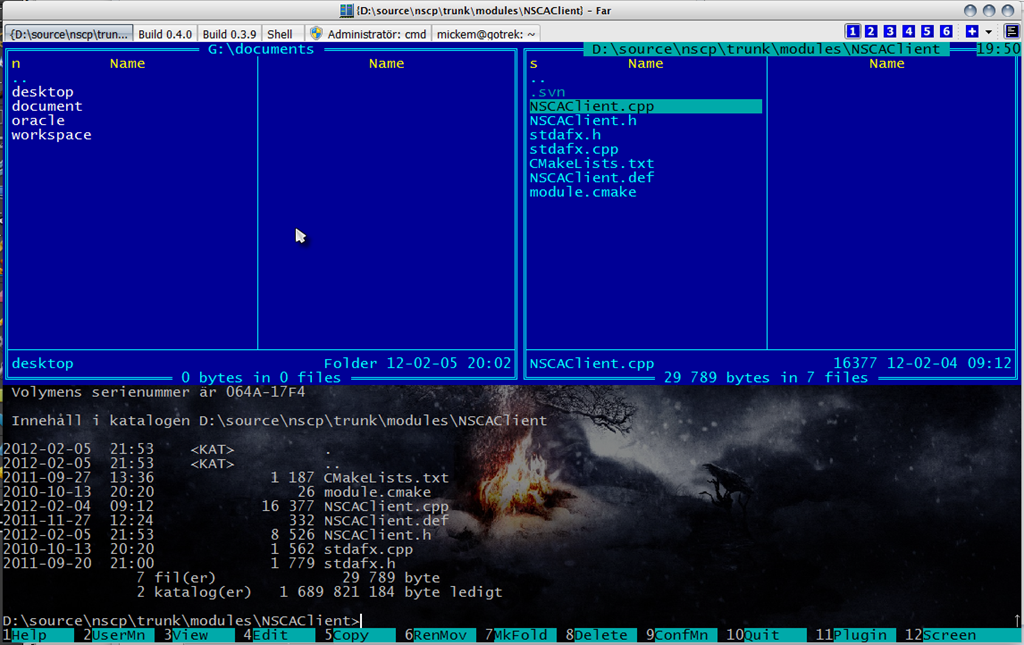 {D:\source\nscp\trunk\modules\NSCAClient} - Far
{D:\source\nscp\trun... Build 0.4.0 Build 0.3.9 Shell Administratör: cmd mickem@gotrek: ~ 1 2 3 4 5 6
G:\documents
n Name Name
..
desktop
document
oracle
workspace
desktop Folder 12-02-05 20:02
0 bytes in 0 files
D:\source\nscp\trunk\modules\NSCAClient 19:50
s Name Name
..
.svn
NSCAClient.cpp
NSCAClient.h
stdafx.h
stdafx.cpp
CMakeLists.txt
NSCAClient.def
module.cmake
NSCAClient.cpp 16377 12-02-04 09:12
29 789 bytes in 7 files
Volymens serienummer är 064A-17F4
Innehåll i katalogen D:\source\nscp\trunk\modules\NSCAClient
2012-02-05 21:53 <KAT> .
2012-02-05 21:53 <KAT> ..
2011-09-27 13:36 1 187 CMakeLists.txt
2010-10-13 20:20 26 module.cmake
2012-02-04 09:12 16 377 NSCAClient.cpp
2011-11-27 12:24 332 NSCAClient.def
2012-02-05 21:53 8 526 NSCAClient.h
2010-10-13 20:20 1 562 stdafx.cpp
2011-09-20 21:00 1 779 stdafx.h
7 fil(er) 29 789 byte
2 katalog(er) 1 689 821 184 byte ledigt
D:\source\nscp\trunk\modules\NSCAClient>
1Help 2UserMn 3View 4Edit 5Copy 6RenMov 7MkFold 8Delete 9ConfMn 10Quit 11Plugin 12Screen